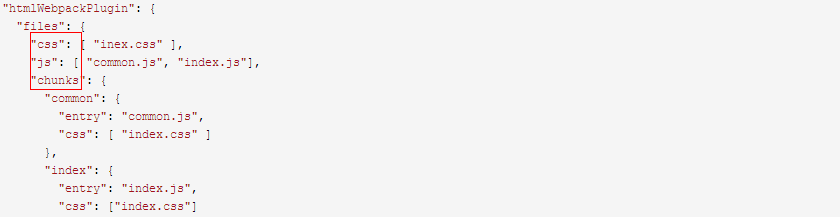 "htmlWebpackPlugin": {
"files": {
"css": [ "inex.css" ],
"js": [ "common.js", "index.js"],
"chunks": {
"common": {
"entry": "common.js",
"css": [ "index.css" ]
},
"index": {
"entry": "index.js",
"css": ["index.css"]